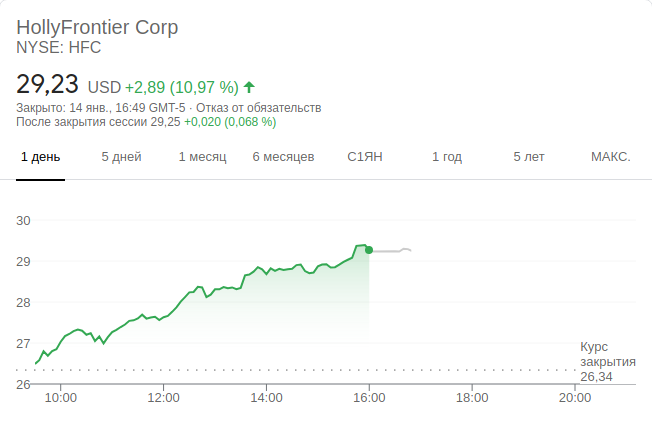 HollyFrontier Corp
NYSE: HFC
29,23 USD +2,89 (10,97 %)
Закрыто: 14 янв., 16:49 GMT-5 · Отказ от обязательств
После закрытия сессии 29,25 +0,020 (0,068 %)
1 день 5 дней 1 месяц 6 месяцев С1ЯН 1 год 5 лет МАКС.
30
29
28
27
26
Курс
закрытия
26,34
10:00 12:00 14:00 16:00 18:00 20:00